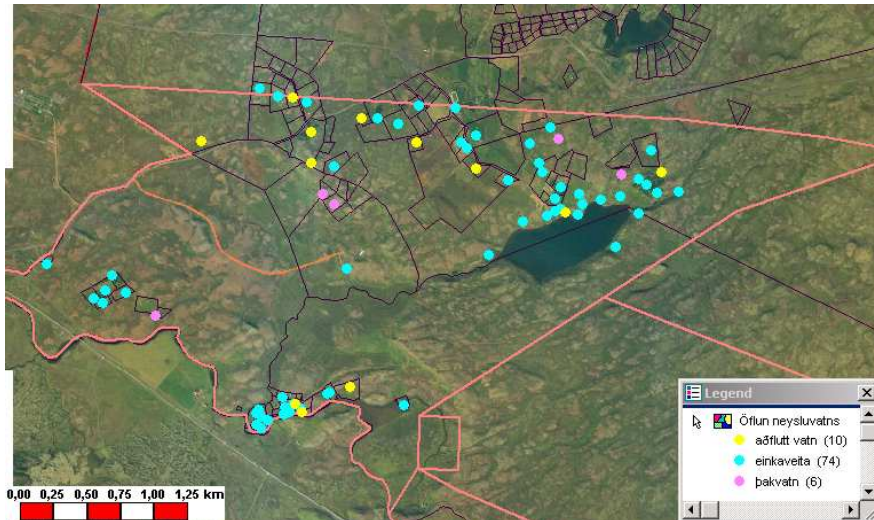 Legend
Öflun neysluvatns
aðflutt vatn (10)
einkaveita (74)
þakvatn (6)
0,00 0,25 0,50 0,75 1,00 1,25 km